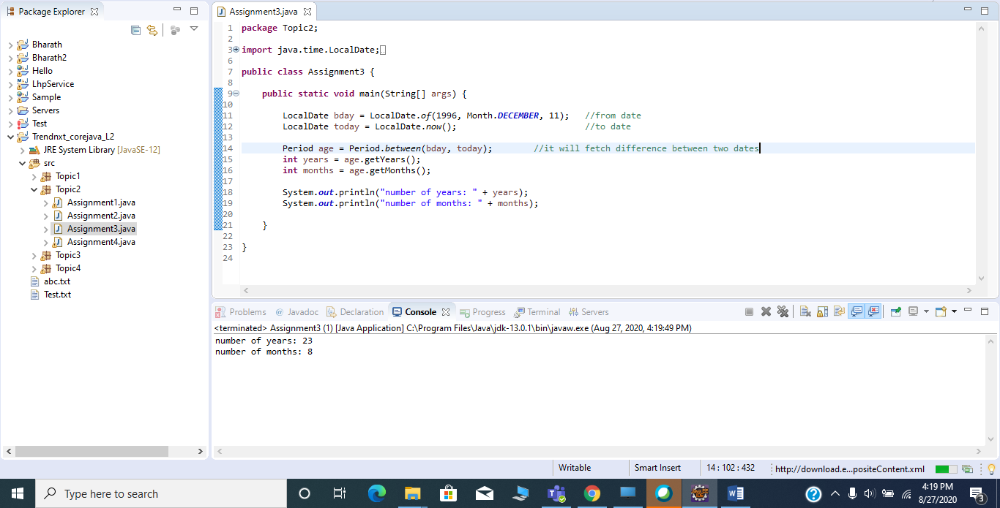 Package Explorer
Bharath
Bharath2
Hello
LhpService
Sample
Servers
Test
Trendnxt_corejava_L2
JRE System Library [JavaSE-12]
src
Topic1
Topic2
Assignment1.java
Assignment2.java
Assignment3.java
Assignment4.java
Topic3
Topic4
abc.txt
Test.txt
Assignment3.java
1 package Topic2;
2
3 import java.time.LocalDate;
6
7 public class Assignment3 {
8
9     public static void main(String[] args) {
10
11         LocalDate bday = LocalDate.of(1996, Month.DECEMBER, 11);   //from date
12         LocalDate today = LocalDate.now();                         //to date
13
14         Period age = Period.between(bday, today);        //it will fetch difference between two dates
15         int years = age.getYears();
16         int months = age.getMonths();
17
18         System.out.println("number of years: " + years);
19         System.out.println("number of months: " + months);
20
21     }
22
23 }
24
Problems @ Javadoc Declaration Console Progress Terminal Servers
<terminated> Assignment3 (1) [Java Application] C:\Program Files\Java\jdk-13.0.1\bin\javaw.exe (Aug 27, 2020, 4:19:49 PM)
number of years: 23
number of months: 8
Writable Smart Insert 14 : 102 : 432 http://download.e...positeContent.xml
Type here to search
4:19 PM
8/27/2020
3